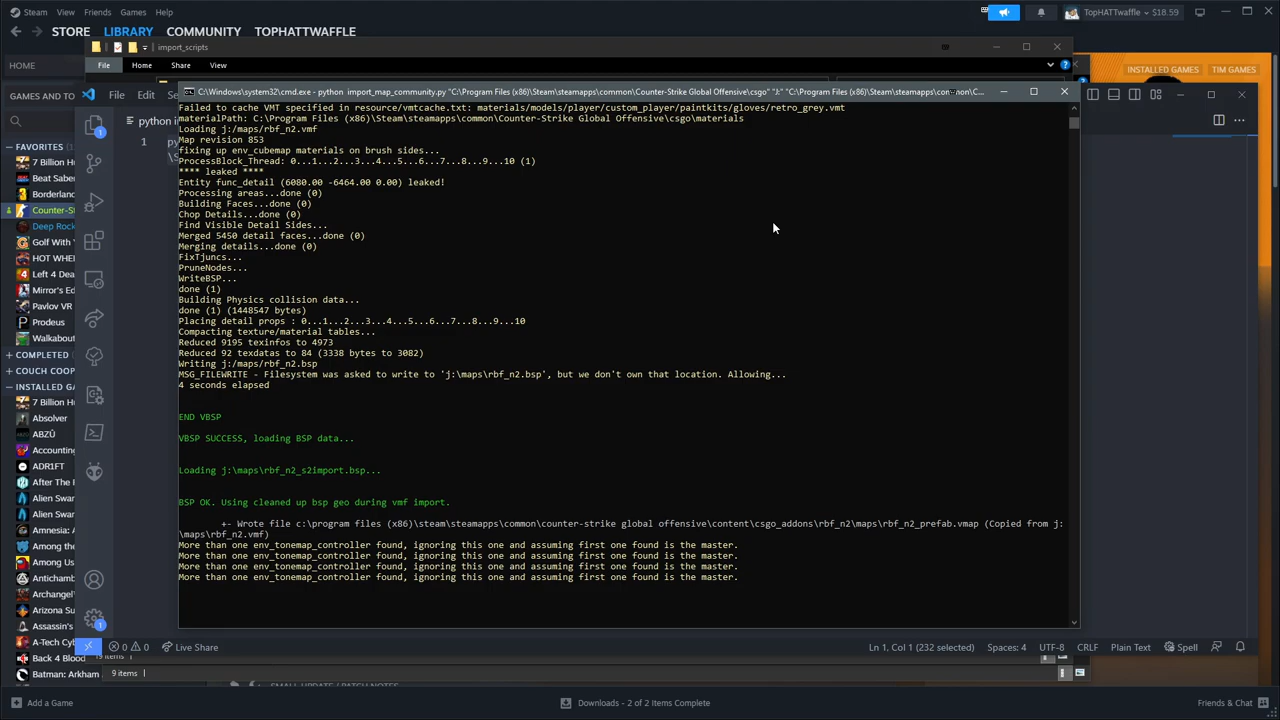 Steam View Friends Games Help
TopHATTwaffle $18.59
STORE LIBRARY COMMUNITY TOPHATTWAFFLE
import_scripts
HOME
File Home Share View
INSTALLED GAMES TIM GAMES
GAMES AND
File Edit
C:\Windows\system32\cmd.exe - python import_map_community.py "C:\Program Files (x86)\Steam\steamapps\common\Counter-Strike Global Offensive\csgo" "J:" "C:\Program Files (x86)\Steam\steamapps\common\C...
Failed to cache VMT specified in resource/vmtcache.txt: materials/models/player/custom_player/paintkits/gloves/retro_grey.vmt
materialPath: C:\Program Files (x86)\Steam\steamapps\common\Counter-Strike Global Offensive\csgo\materials
Loading j:/maps/rbf_n2.vmf
Map revision 853
fixing up env_cubemap materials on brush sides...
ProcessBlock_Thread: 0...1...2...3...4...5...6...7...8...9...10 (1)
**** leaked ****
Entity func_detail (6080.00 -6464.00 0.00) leaked!
Processing areas...done (0)
Building Faces...done (0)
Chop Details...done (0)
Find Visible Detail Sides...
Merged 5450 detail faces...done (0)
Merging details...done (0)
FixTjuncs...
PruneNodes...
WriteBSP...
done (1)
Building Physics collision data...
done (1) (1448547 bytes)
Placing detail props : 0...1...2...3...4...5...6...7...8...9...10
Compacting texture/material tables...
Reduced 9195 texinfos to 4973
Reduced 92 texdatas to 84 (3338 bytes to 3082)
Writing j:/maps/rbf_n2.bsp
MSG_FILEWRITE - Filesystem was asked to write to 'j:\maps\rbf_n2.bsp', but we don't own that location. Allowing...
4 seconds elapsed
END VBSP
VBSP SUCCESS, loading BSP data...
Loading j:\maps\rbf_n2_s2import.bsp...
BSP OK. Using cleaned up bsp geo during vmf import.
+- Wrote file c:\program files (x86)\steam\steamapps\common\counter-strike global offensive\content\csgo_addons\rbf_n2\maps\rbf_n2_prefab.vmap (Copied from j:
\maps\rbf_n2.vmf)
More than one env_tonemap_controller found, ignoring this one and assuming first one found is the master.
More than one env_tonemap_controller found, ignoring this one and assuming first one found is the master.
More than one env_tonemap_controller found, ignoring this one and assuming first one found is the master.
More than one env_tonemap_controller found, ignoring this one and assuming first one found is the master.
python in
1 py
FAVORITES
7 Billion H
Beat Saber
Borderland
Counter-St
Deep Rock
Golf With Y
HOT WHEE
Left 4 Dea
Mirror's Ed
Pavlov VR
Prodeus
Walkabout
COMPLETED
COUCH COOP
INSTALLED GAM
7 Billion H
Absolver
ABZÛ
Accounting
ADR1FT
After The
Alien Swar
Alien Swar
Amnesia:
Among the
Among Us
Antichamb
Archangel
Arizona Su
Assassin's
A-Tech Cyb
Back 4 Blood
Batman: Arkham
0 0 Live Share
Ln 1, Col 1 (232 selected) Spaces: 4 UTF-8 CRLF Plain Text Spell
9 items
SMALL UPDATE / PATCH NOTES
Add a Game
Downloads - 2 of 2 Items Complete
Friends & Chat